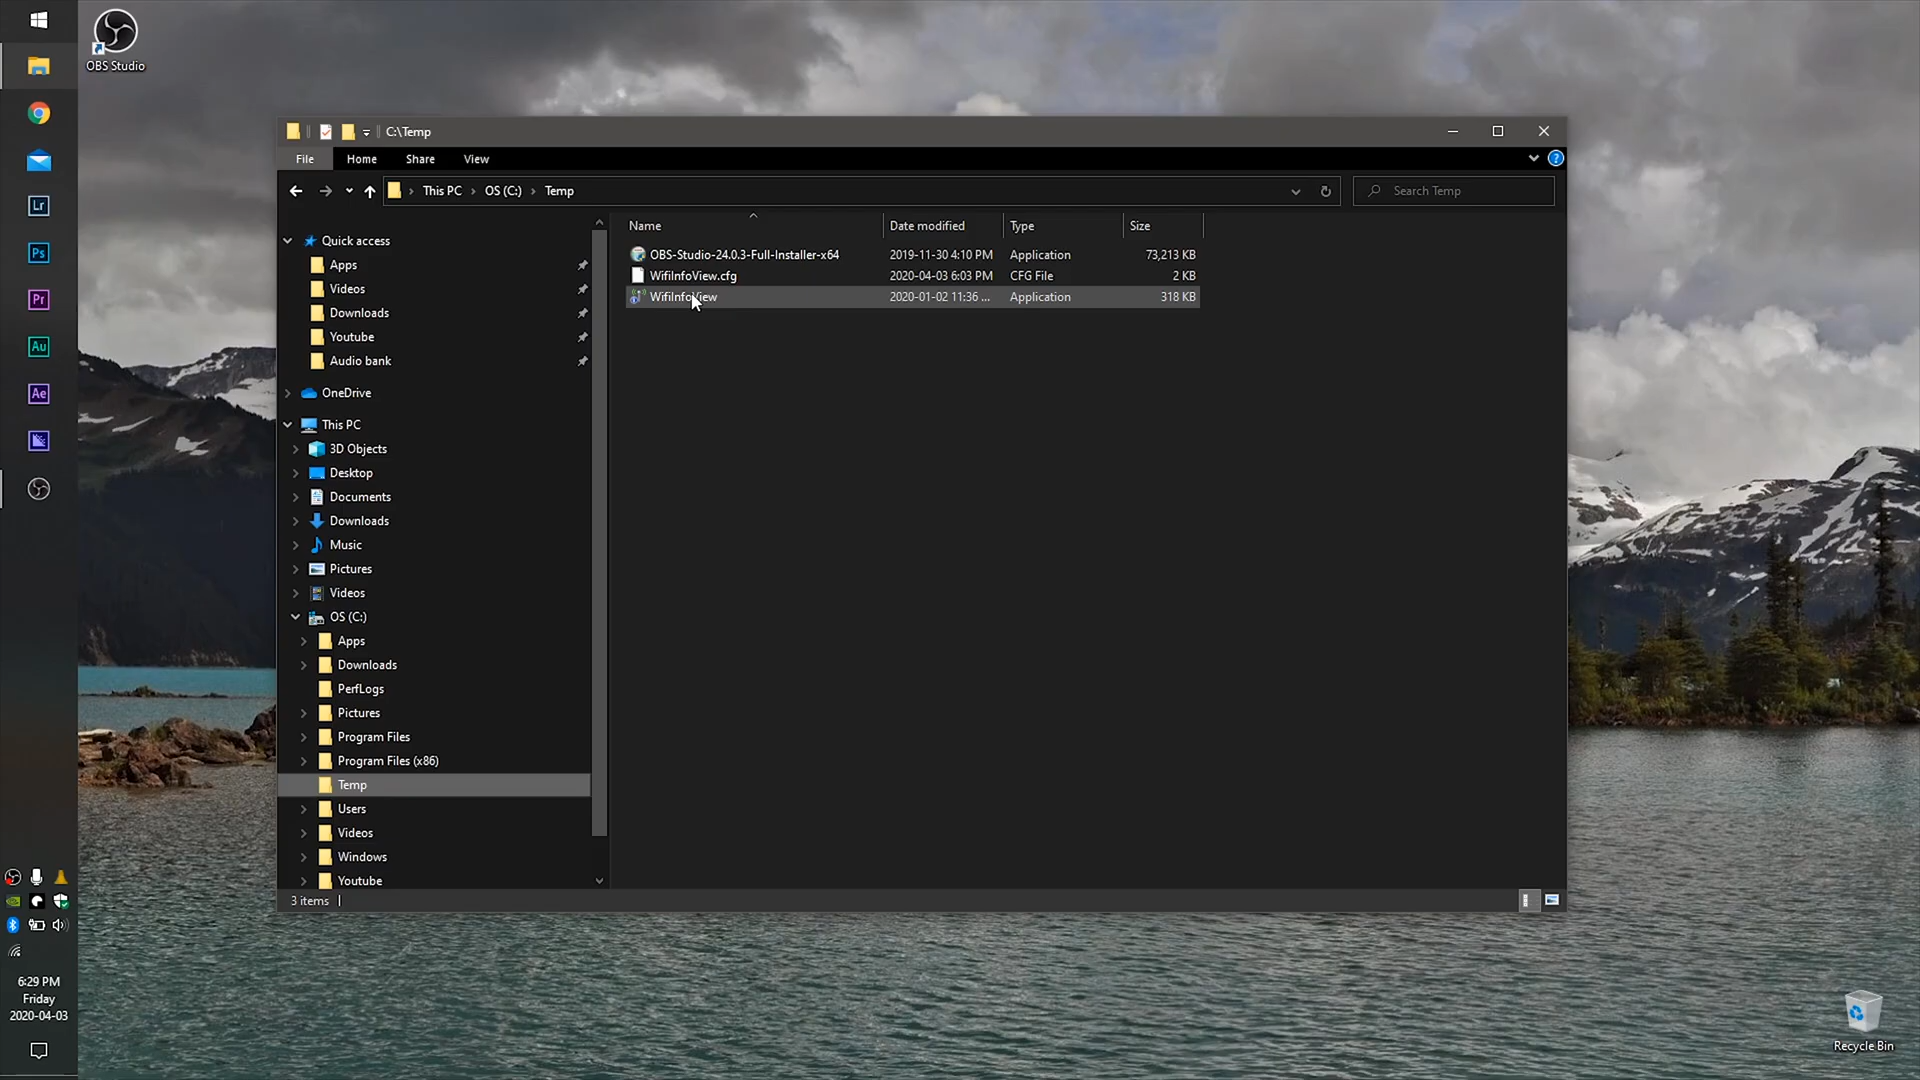 OBS Studio
C:\Temp
File Home Share View
This PC OS (C:) Temp
Search Temp
Name Date modified Type Size
OBS-Studio-24.0.3-Full-Installer-x64 2019-11-30 4:10 PM Application 73,213 KB
WifiInfoView.cfg 2020-04-03 6:03 PM CFG File 2 KB
WifiInfoView 2020-01-02 11:36 ... Application 318 KB
Quick access
Apps
Videos
Downloads
Youtube
Audio bank
OneDrive
This PC
3D Objects
Desktop
Documents
Downloads
Music
Pictures
Videos
OS (C:)
Apps
Downloads
PerfLogs
Pictures
Program Files
Program Files (x86)
Temp
Users
Videos
Windows
Youtube
3 items
Lr
Ps
Pr
Au
Ae
6:29 PM
Friday
2020-04-03
Recycle Bin